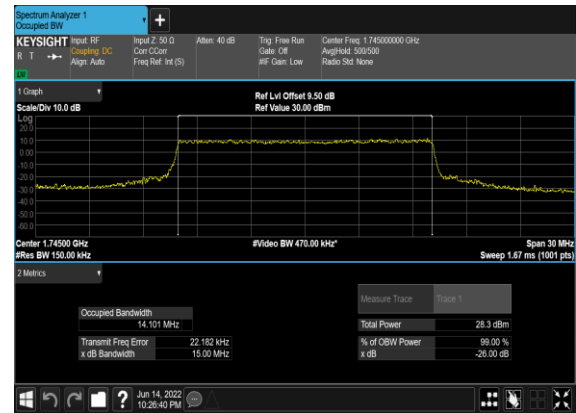 Spectrum Analyzer 1
Occupied BW
+
KEYSIGHT Input: RF Input Z: 50 Ω Atten: 40 dB Trig: Free Run Center Freq: 1.745000000 GHz
R T Coupling: DC Corr CCorr Gate: Off Avg|Hold: 500/500
Align: Auto Freq Ref: Int (S) #IF Gain: Low Radio Std: None
LV
1 Graph
Ref Lvl Offset 9.50 dB
Scale/Div 10.0 dB Ref Value 30.00 dBm
Log
20.0
10.0
0.00
-10.0
-20.0
-30.0
-40.0
-50.0
-60.0
Center 1.74500 GHz #Video BW 470.00 kHz* Span 30 MHz
#Res BW 150.00 kHz Sweep 1.67 ms (1001 pts)
2 Metrics
Measure Trace Trace 1
Occupied Bandwidth
14.101 MHz Total Power 28.3 dBm
Transmit Freq Error 22.182 kHz % of OBW Power 99.00 %
x dB Bandwidth 15.00 MHz x dB -26.00 dB
? Jun 14, 2022
10:26:40 PM